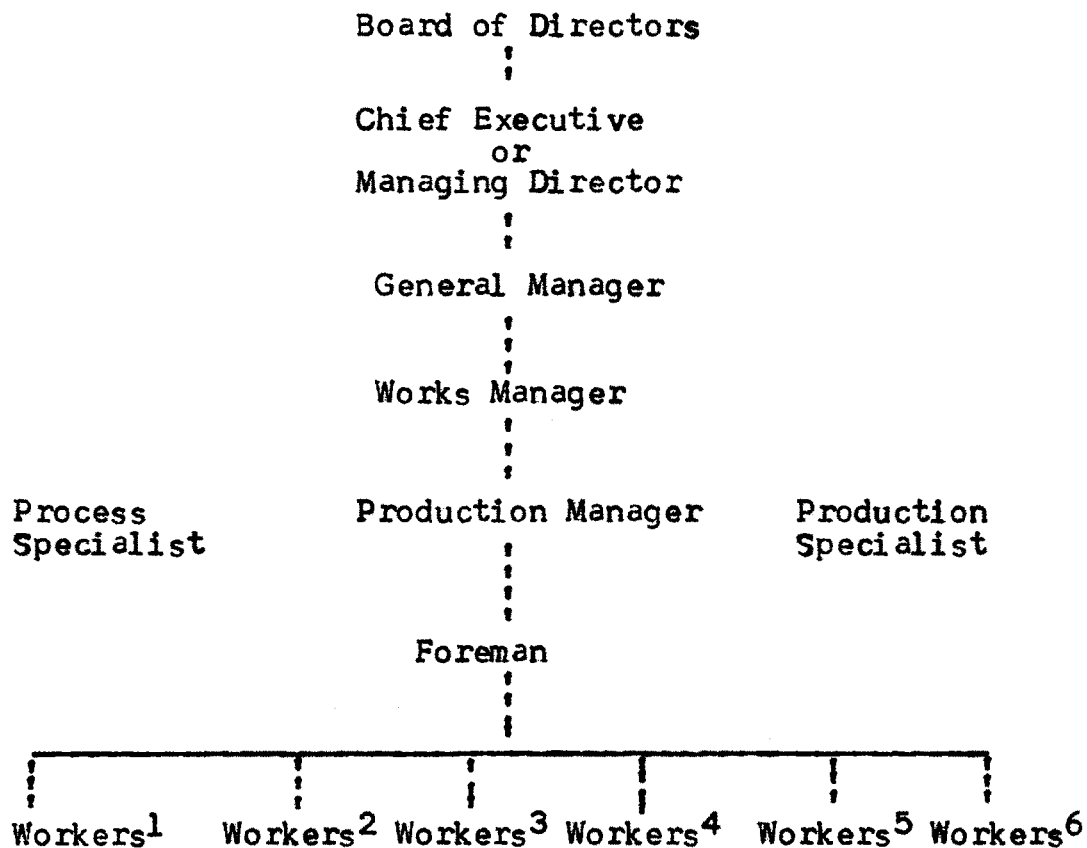 Board of Directors
Chief Executive
or
Managing Director
General Manager
Works Manager
Process
Specialist
Production Manager
Production
Specialist
Foreman
Workers¹ Workers² Workers³ Workers⁴ Workers⁵ Workers⁶